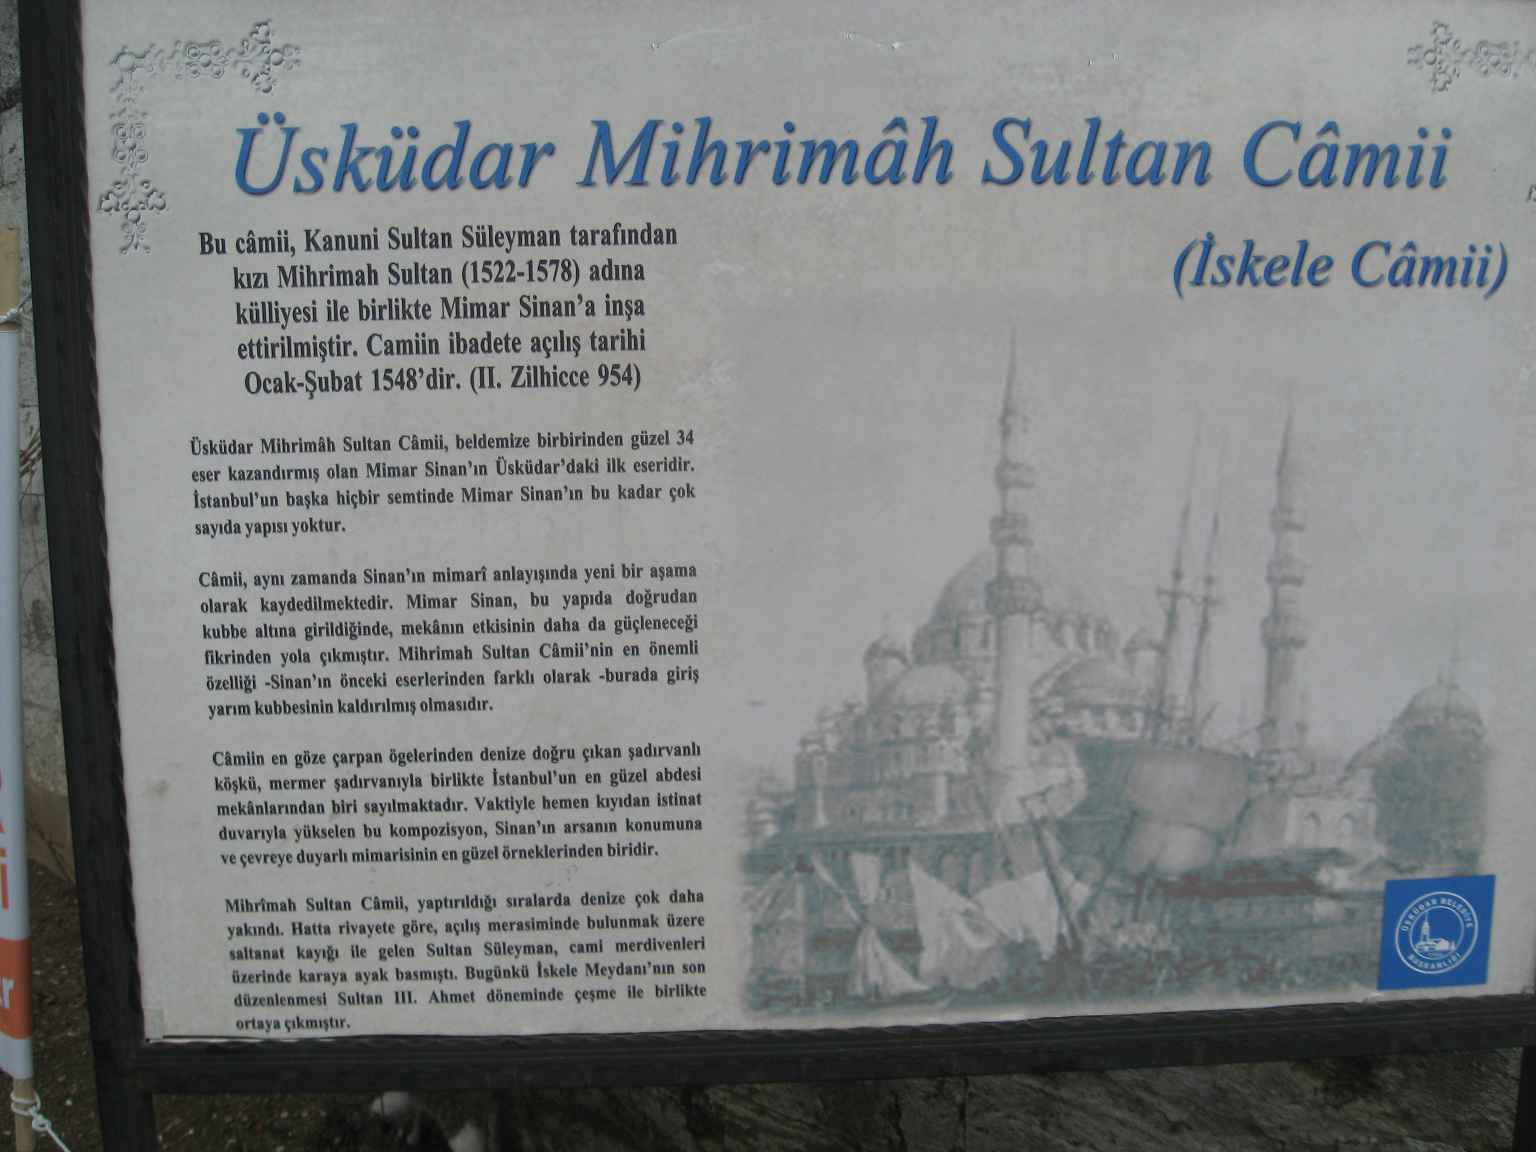 Üsküdar Mihrimâh Sultan Câmii
(İskele Câmii)
Bu câmii, Kanuni Sultan Süleyman tarafından
kızı Mihrimah Sultan (1522-1578) adına
külliyesi ile birlikte Mimar Sinan'a inşa
ettirilmiştir. Camiin ibadete açılış tarihi
Ocak-Şubat 1548'dir. (II. Zilhicce 954)
Üsküdar Mihrimâh Sultan Câmii, beldemize birbirinden güzel 34
eser kazandırmış olan Mimar Sinan'ın Üsküdar'daki ilk eseridir.
İstanbul'un başka hiçbir semtinde Mimar Sinan'ın bu kadar çok
sayıda yapısı yoktur.
Câmii, aynı zamanda Sinan'ın mimarî anlayışında yeni bir aşama
olarak kaydedilmektedir. Mimar Sinan, bu yapıda doğrudan
kubbe altına girildiğinde, mekânın etkisinin daha da güçleneceği
fikrinden yola çıkmıştır. Mihrimah Sultan Câmii'nin en önemli
özelliği -Sinan'ın önceki eserlerinden farklı olarak -burada giriş
yarım kubbesinin kaldırılmış olmasıdır.
Câmiin en göze çarpan ögelerinden denize doğru çıkan şadırvanlı
köşkü, mermer şadırvanıyla birlikte İstanbul'un en güzel abdesi
mekânlarından biri sayılmaktadır. Vaktiyle hemen kıyıdan istinat
duvarıyla yükselen bu kompozisyon, Sinan'ın arsanın konumuna
ve çevreye duyarlı mimarisinin en güzel örneklerinden biridir.
Mihrîmah Sultan Câmii, yaptırıldığı sıralarda denize çok daha
yakındı. Hatta rivayete göre, açılış merasiminde bulunmak üzere
saltanat kayığı ile gelen Sultan Süleyman, cami merdivenleri
üzerinde karaya ayak basmıştı. Bugünkü İskele Meydanı'nın son
düzenlenmesi Sultan III. Ahmet döneminde çeşme ile birlikte
ortaya çıkmıştır.
ÜSKÜDAR BELEDİYE
BAŞKANLIĞI